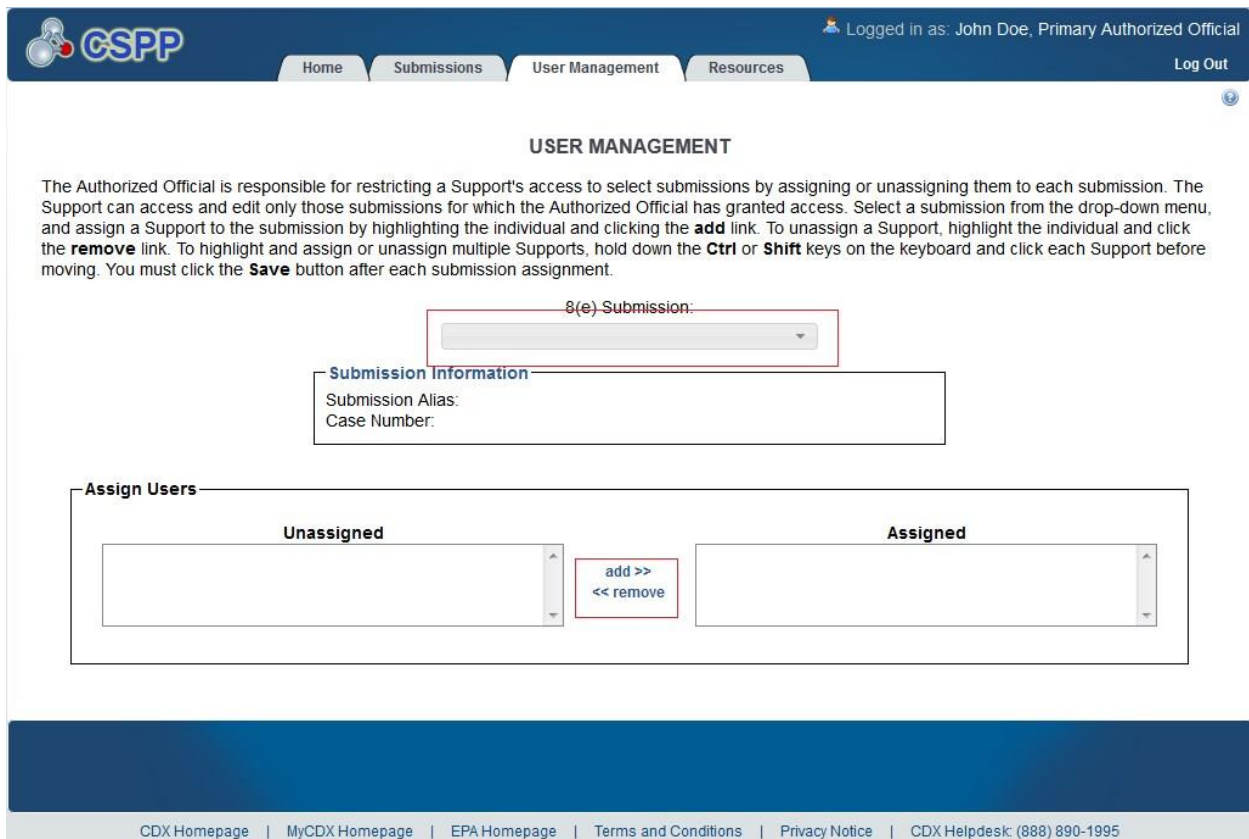 CSPP
Logged in as: John Doe, Primary Authorized Official
Home
Submissions
User Management
Resources
Log Out
USER MANAGEMENT
The Authorized Official is responsible for restricting a Support's access to select submissions by assigning or unassigning them to each submission. The
Support can access and edit only those submissions for which the Authorized Official has granted access. Select a submission from the drop-down menu,
and assign a Support to the submission by highlighting the individual and clicking the add link. To unassign a Support, highlight the individual and click
the remove link. To highlight and assign or unassign multiple Supports, hold down the Ctrl or Shift keys on the keyboard and click each Support before
moving. You must click the Save button after each submission assignment.
8(e) Submission:
Submission Information
Submission Alias:
Case Number:
Assign Users
Unassigned
add >>
<< remove
Assigned
CDX Homepage | MyCDX Homepage | EPA Homepage | Terms and Conditions | Privacy Notice | CDX Helpdesk: (888) 890-1995